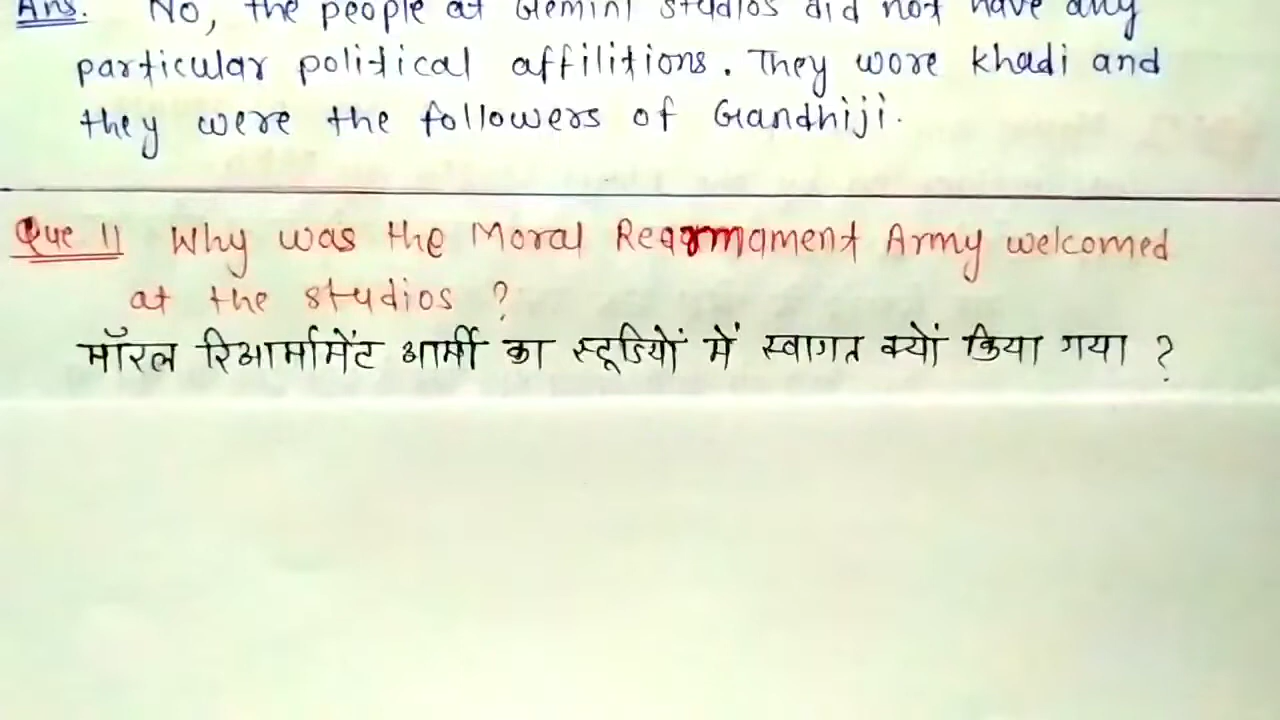 Ans. No, the people at Gemini studios did not have any
particular political affilitions. They wore khadi and
they were the followers of Gandhiji.
Que 11 Why was the Moral Rearmament Army welcomed
at the studios ?
मॉरल रिआर्मामेंट आर्मी का स्टूडियों में स्वागत क्यों किया गया ?